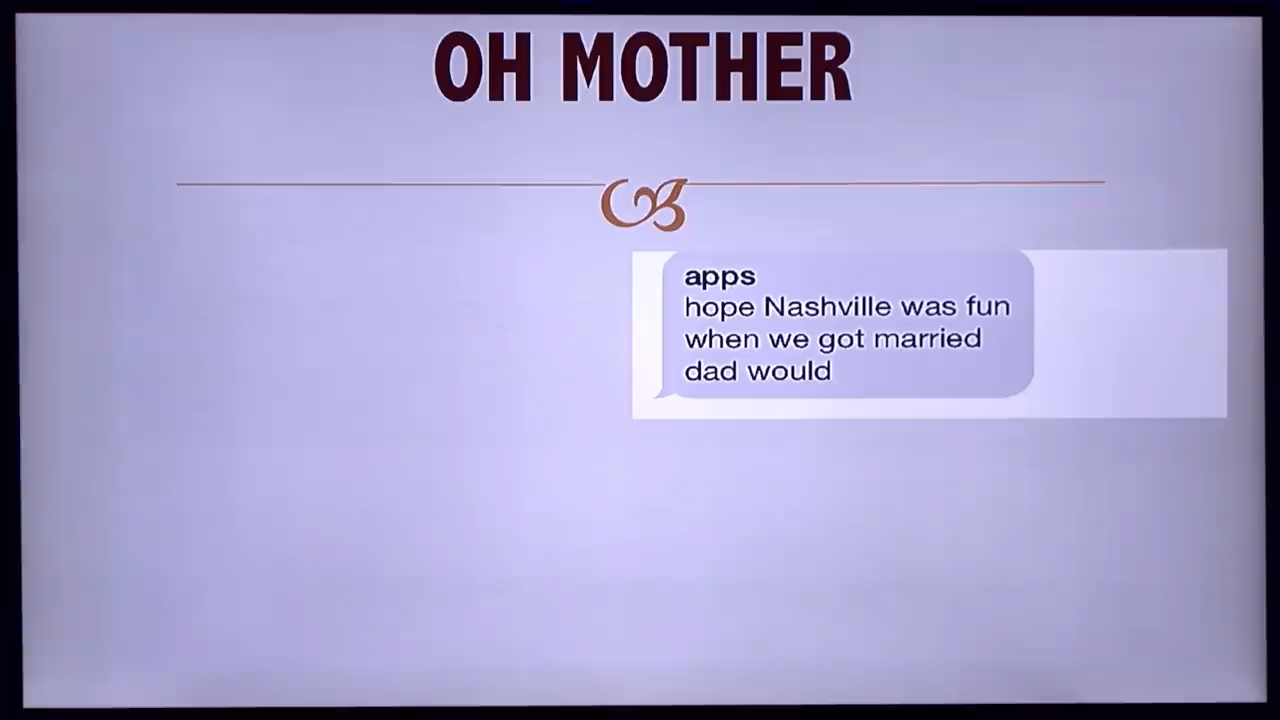 OH MOTHER
apps
hope Nashville was fun
when we got married
dad would